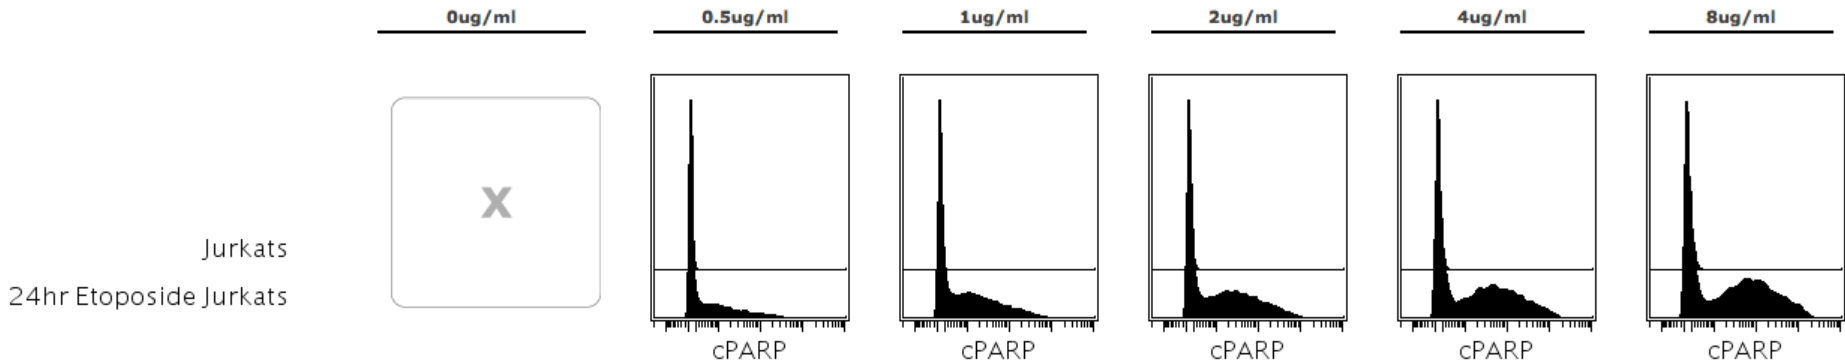 0ug/ml 0.5ug/ml 1ug/ml 2ug/ml 4ug/ml 8ug/ml
X
Jurkats
24hr Etoposide Jurkats
cPARP cPARP cPARP cPARP cPARP